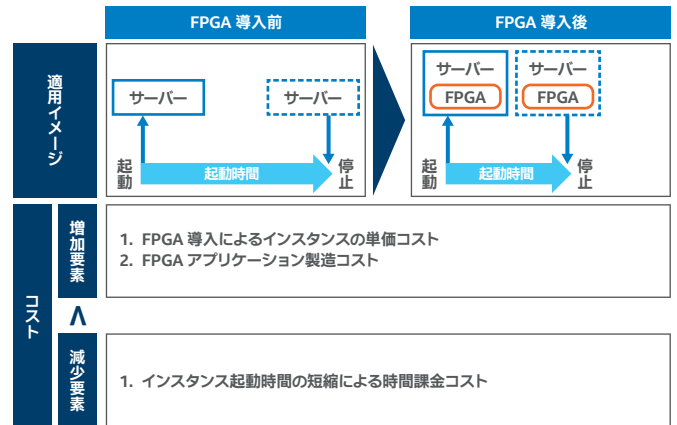 FPGA 導入前
FPGA 導入後
適用イメージ
サーバー
サーバー
起動
起動時間
停止
サーバー
FPGA
サーバー
FPGA
起動
起動時間
停止
コスト
増加要素
1. FPGA 導入によるインスタンスの単価コスト
2. FPGA アプリケーション製造コスト
<
減少要素
1. インスタンス起動時間の短縮による時間課金コスト